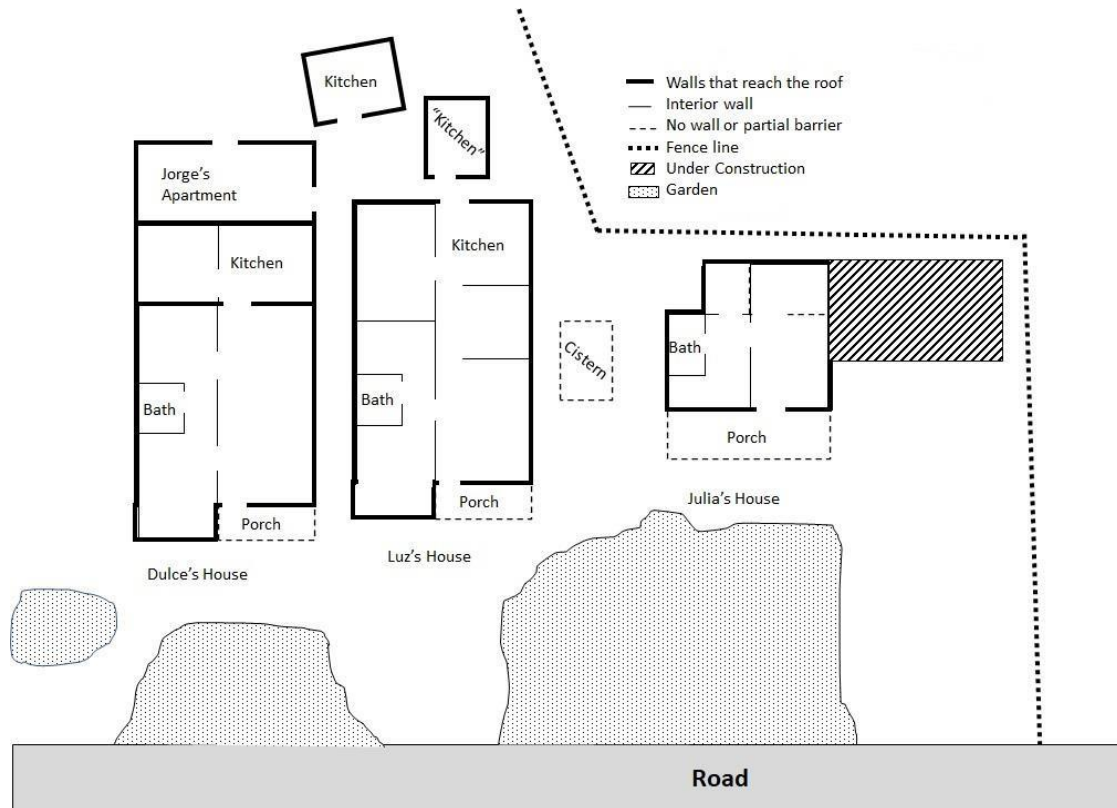 Kitchen
"Kitchen"
Walls that reach the roof
Interior wall
No wall or partial barrier
Fence line
Under Construction
Garden
Jorge's
Apartment
Kitchen
Kitchen
Cistern
Bath
Bath
Bath
Porch
Porch
Porch
Julia's House
Luz's House
Dulce's House
Road